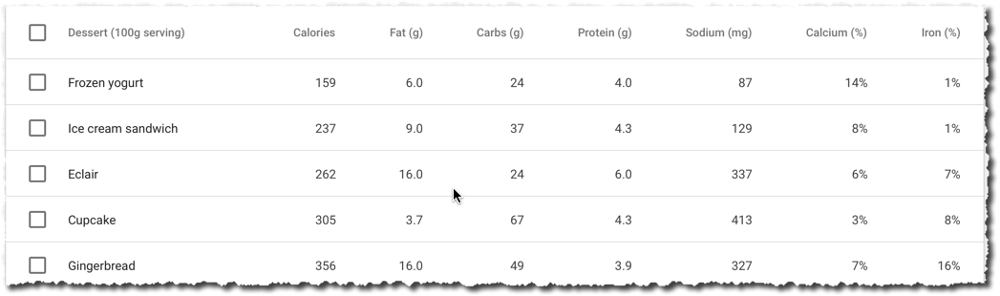 Dessert (100g serving) Calories Fat (g) Carbs (g) Protein (g) Sodium (mg) Calcium (%) Iron (%)
Frozen yogurt 159 6.0 24 4.0 87 14% 1%
Ice cream sandwich 237 9.0 37 4.3 129 8% 1%
Eclair 262 16.0 24 6.0 337 6% 7%
Cupcake 305 3.7 67 4.3 413 3% 8%
Gingerbread 356 16.0 49 3.9 327 7% 16%